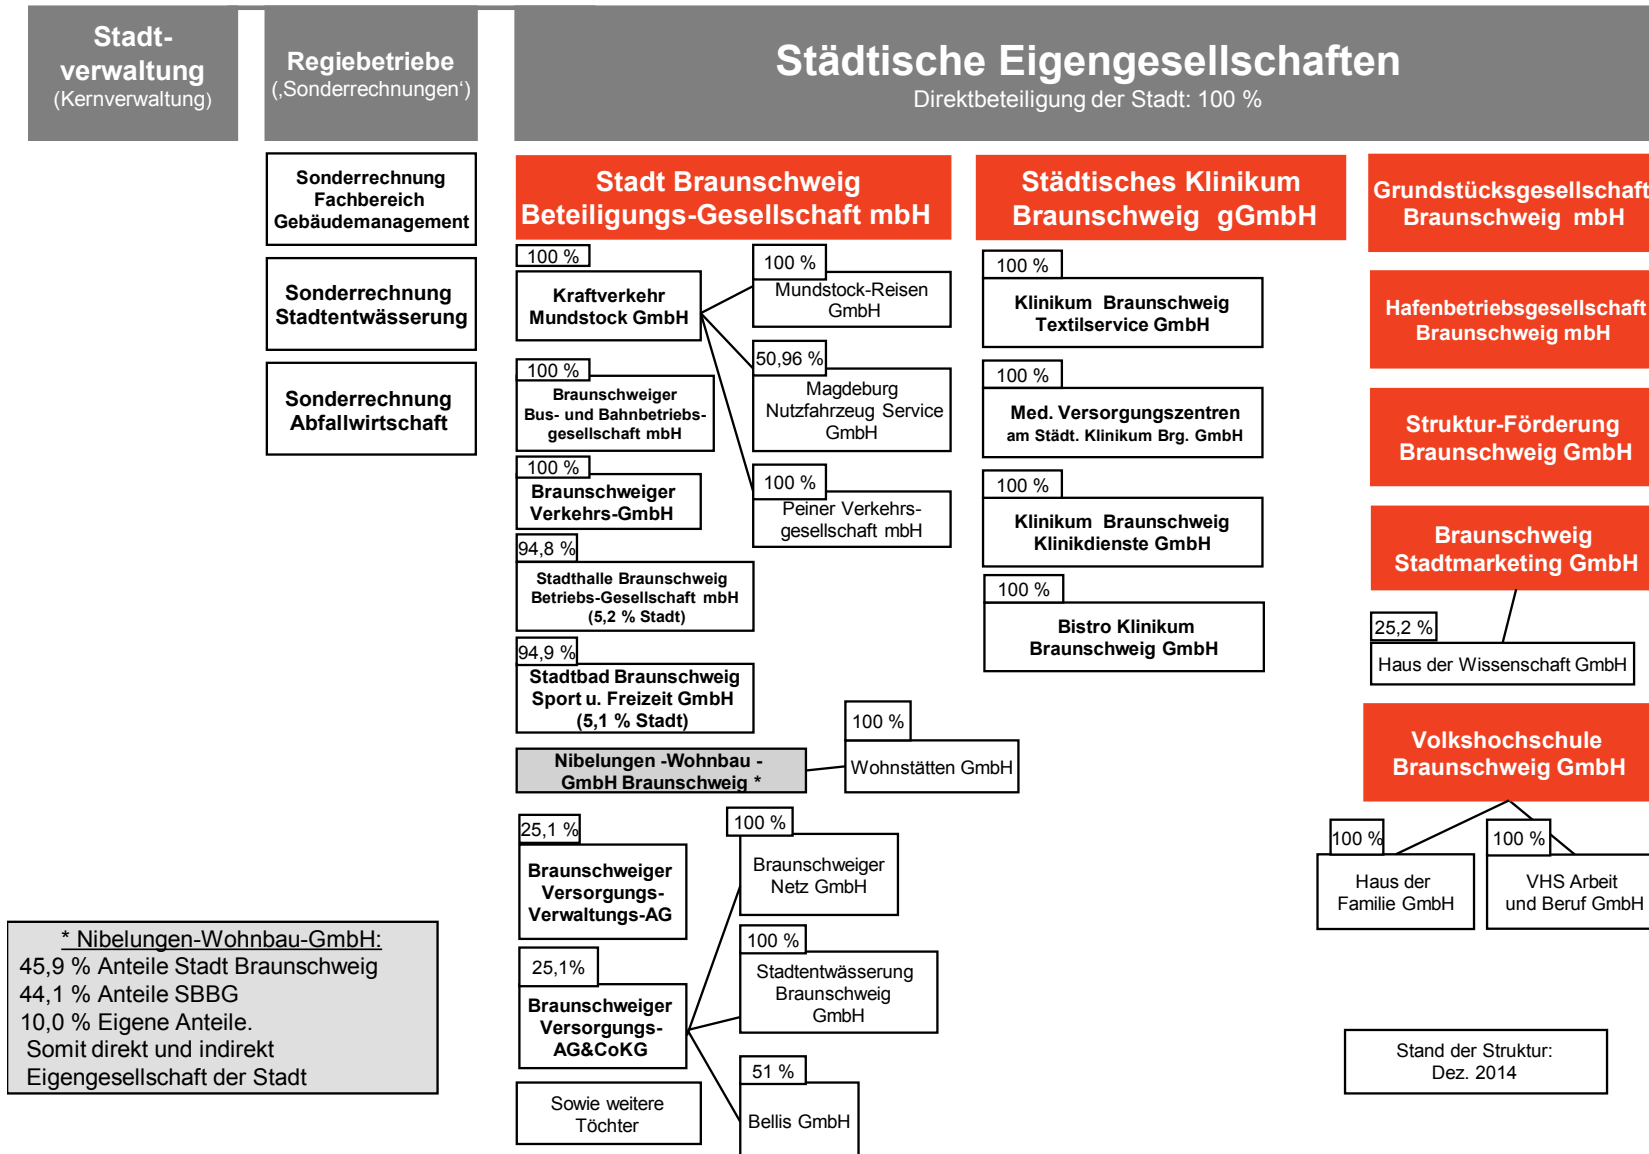 Stadt-
verwaltung
(Kernverwaltung)
Regiebetriebe
(‚Sonderrechnungen‘)
Städtische Eigengesellschaften
Direktbeteiligung der Stadt: 100 %
Sonderrechnung
Fachbereich
Gebäudemanagement
Sonderrechnung
Stadtentwässerung
Sonderrechnung
Abfallwirtschaft
Stadt Braunschweig
Beteiligungs-Gesellschaft mbH
100 %
Kraftverkehr
Mundstock GmbH
100 %
Mundstock-Reisen
GmbH
50,96 %
Magdeburg
Nutzfahrzeug Service
GmbH
100 %
Peiner Verkehrs-
gesellschaft mbH
100 %
Braunschweiger
Bus- und Bahnbetriebs-
gesellschaft mbH
100 %
Braunschweiger
Verkehrs-GmbH
94,8 %
Stadthalle Braunschweig
Betriebs-Gesellschaft mbH
(5,2 % Stadt)
94,9 %
Stadtbad Braunschweig
Sport u. Freizeit GmbH
(5,1 % Stadt)
Nibelungen -Wohnbau -
GmbH Braunschweig *
100 %
Wohnstätten GmbH
25,1 %
Braunschweiger
Versorgungs-
Verwaltungs-AG
25,1%
Braunschweiger
Versorgungs-
AG&CoKG
100 %
Braunschweiger
Netz GmbH
100 %
Stadtentwässerung
Braunschweig
GmbH
51 %
Bellis GmbH
Sowie weitere
Töchter
Städtisches Klinikum
Braunschweig gGmbH
100 %
Klinikum Braunschweig
Textilservice GmbH
100 %
Med. Versorgungszentren
am Städt. Klinikum Brg. GmbH
100 %
Klinikum Braunschweig
Klinikdienste GmbH
100 %
Bistro Klinikum
Braunschweig GmbH
Grundstücksgesellschaft
Braunschweig mbH
Hafenbetriebsgesellschaft
Braunschweig mbH
Struktur-Förderung
Braunschweig GmbH
Braunschweig
Stadtmarketing GmbH
25,2 %
Haus der Wissenschaft GmbH
Volkshochschule
Braunschweig GmbH
100 %
Haus der
Familie GmbH
100 %
VHS Arbeit
und Beruf GmbH
* Nibelungen-Wohnbau-GmbH:
45,9 % Anteile Stadt Braunschweig
44,1 % Anteile SBBG
10,0 % Eigene Anteile.
Somit direkt und indirekt
Eigengesellschaft der Stadt
Stand der Struktur:
Dez. 2014